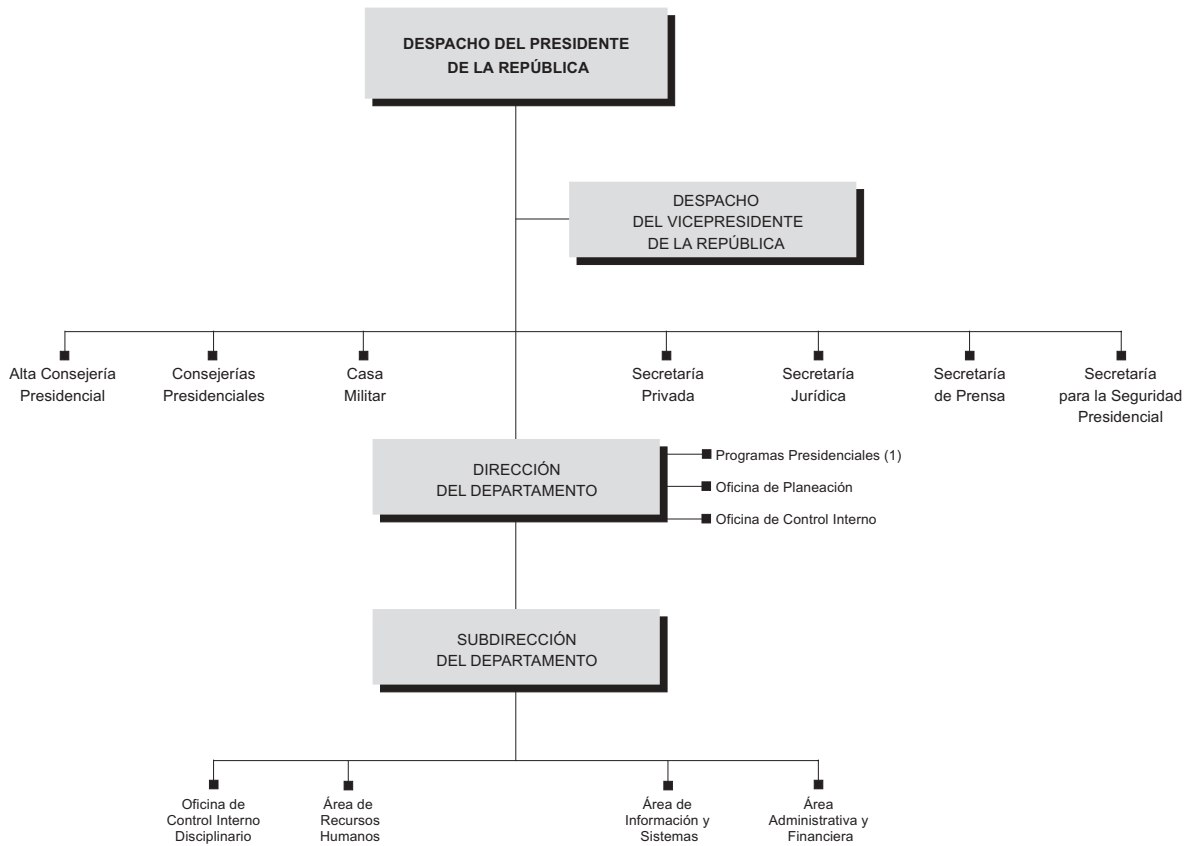 DESPACHO DEL PRESIDENTE
DE LA REPÚBLICA
DESPACHO
DEL VICEPRESIDENTE
DE LA REPÚBLICA
Alta Consejería
Presidencial
Consejerías
Presidenciales
Casa
Militar
Secretaría
Privada
Secretaría
Jurídica
Secretaría
de Prensa
Secretaría
para la Seguridad
Presidencial
DIRECCIÓN
DEL DEPARTAMENTO
Programas Presidenciales (1)
Oficina de Planeación
Oficina de Control Interno
SUBDIRECCIÓN
DEL DEPARTAMENTO
Oficina de
Control Interno
Disciplinario
Área de
Recursos
Humanos
Área de
Información y
Sistemas
Área
Administrativa y
Financiera